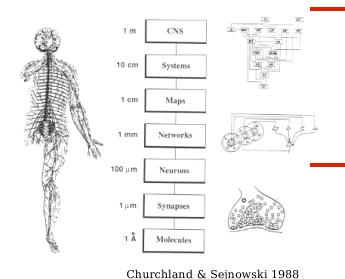 1 m CNS
10 cm Systems
1 cm Maps
1 mm Networks
100 μm Neurons
1 μm Synapses
1 Å Molecules
Churchland & Sejnowski 1988